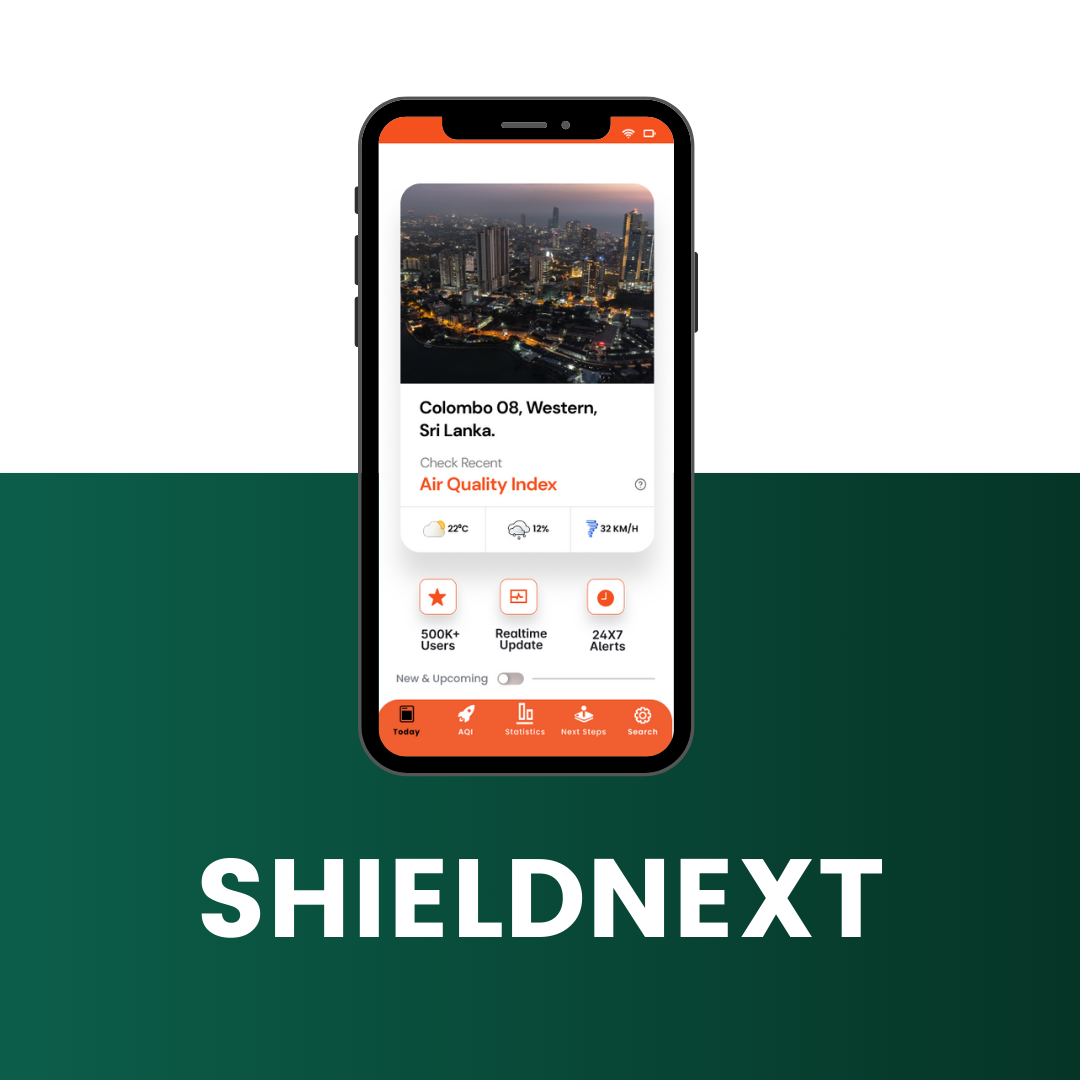 Colombo 08, Western,
Sri Lanka.
Check Recent
Air Quality Index
22°C
12%
32 KM/H
500K+
Users
Realtime
Update
24X7
Alerts
New & Upcoming
Today
AQI
Statistics
Next Steps
Search
SHIELDNEXT